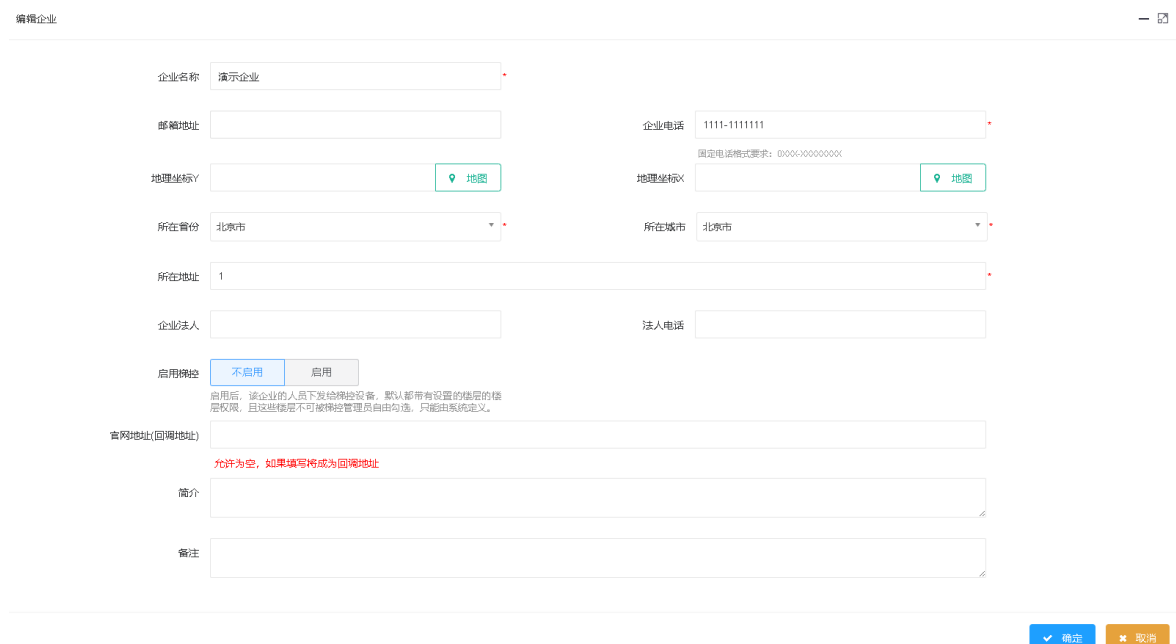 编辑企业
企业名称 演示企业 *
邮箱地址 企业电话 1111-1111111 *
固定电话格式要求：0XXX-XXXXXXX
地理坐标Y 地图 地理坐标X 地图
所在省份 北京市 * 所在城市 北京市 *
所在地址 1 *
企业法人 法人电话
启用梯控 不启用 启用
启用后，该企业的人员下发给梯控设备，默认都带有设置的楼层的楼
层权限，且这些楼层不可被梯控管理员自由勾选，只能由系统定义。
官网地址(回调地址)
允许为空，如果填写将成为回调地址
简介
备注
确定 取消